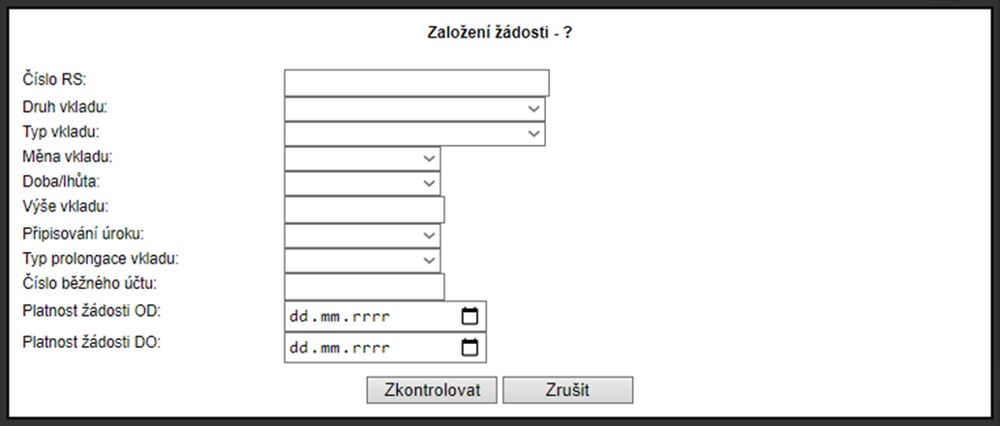 Založení žádosti - ?
Číslo RS:
Druh vkladu:
Typ vkladu:
Měna vkladu:
Doba/lhůta:
Výše vkladu:
Připisování úroku:
Typ prolongace vkladu:
Číslo běžného účtu:
Platnost žádosti OD: dd.mm.rrrr
Platnost žádosti DO: dd.mm.rrrr
Zkontrolovat Zrušit